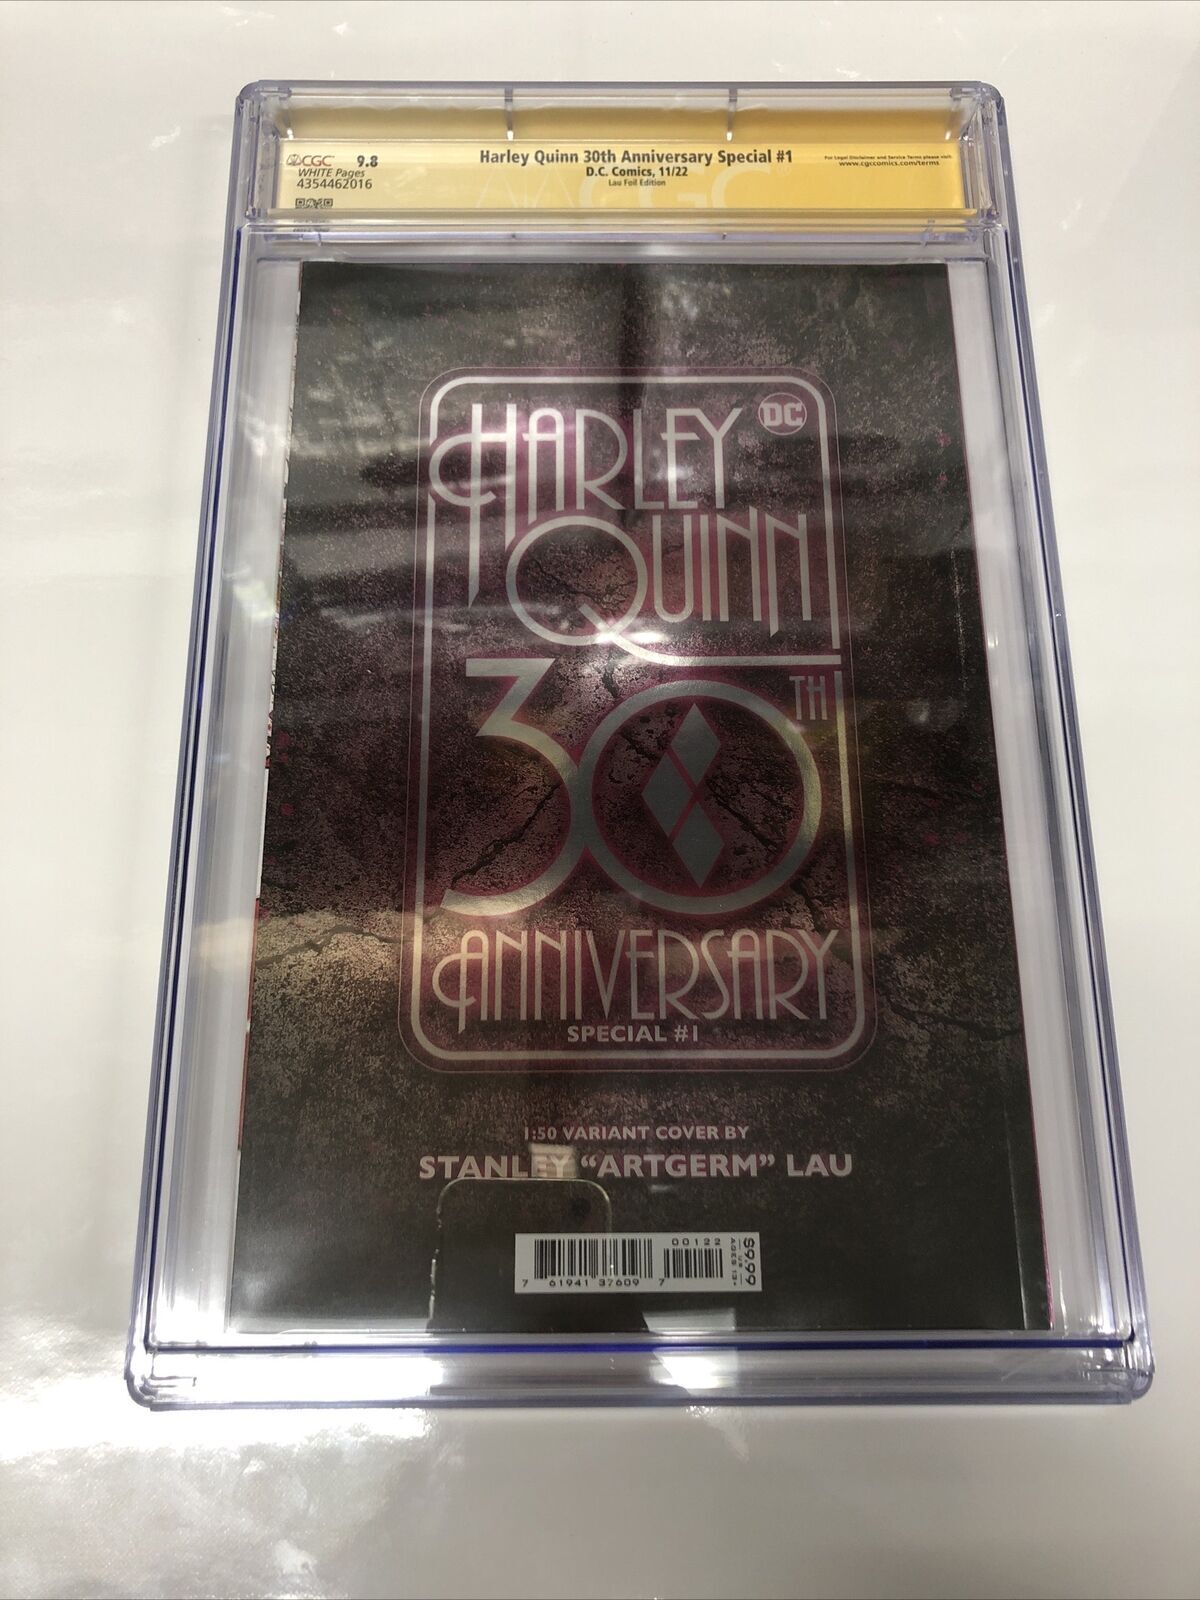 CGC 9.8
WHITE Pages
4354462016
Harley Quinn 30th Anniversary Special #1
D.C. Comics, 11/22
Lau Foil Edition
For Legal Disclaimer and Service Terms please visit:
www.cgccomics.com/terms
CGC
DC
HARLEY
QUINN
30TH
ANNIVERSARY
SPECIAL #1
1:50 VARIANT COVER BY
STANLEY "ARTGERM" LAU
00122
7 61941 37609 7
$9.99 US
AGES 13+